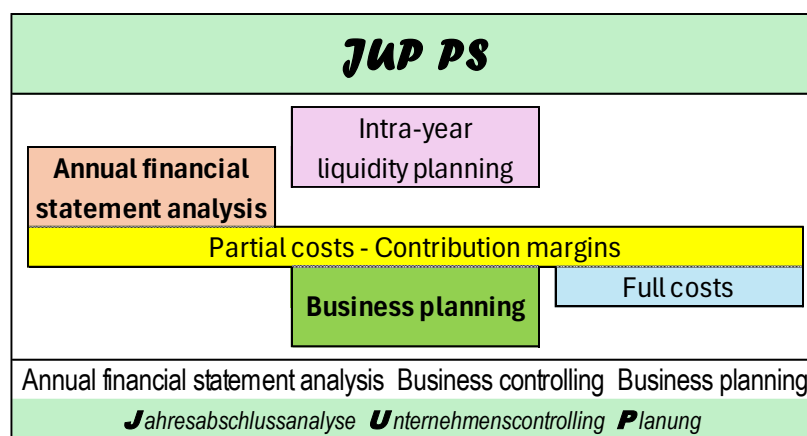 JUP PS
Intra-year
liquidity planning
Annual financial
statement analysis
Partial costs - Contribution margins
Full costs
Business planning
Annual financial statement analysis Business controlling Business planning
Jahresabschlussanalyse Unternehmenscontrolling Planung